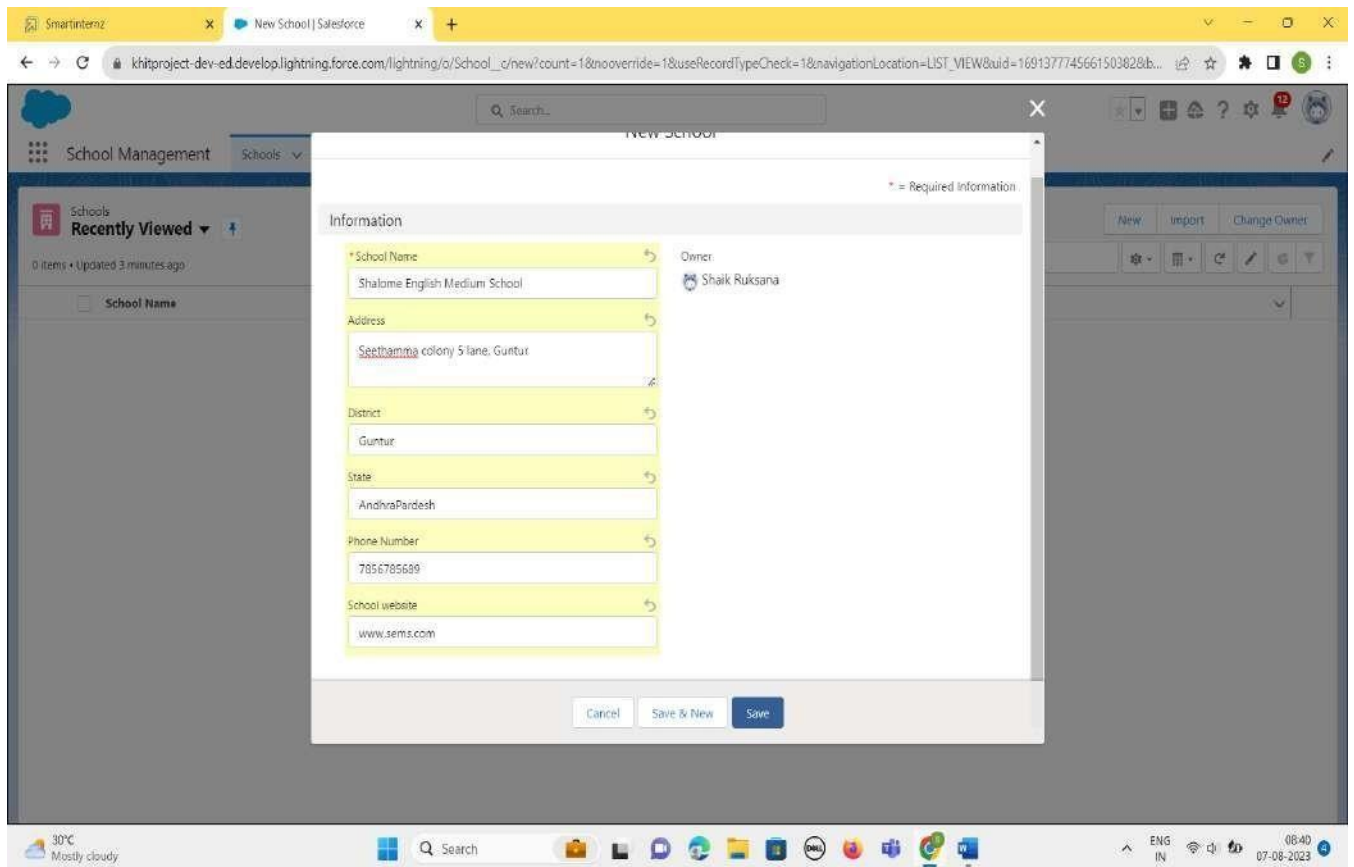 Smartinternz
New School | Salesforce
khitproject-dev-ed.develop.lightning.force.com/lightning/o/School__c/new?count=1&nooverride=1&useRecordTypeCheck=1&navigationLocation=LIST_VIEW&uid=169137774566150382&b...
S
Search...
12
School Management
Schools
New School
* = Required Information
Schools
Recently Viewed
New
Import
Change Owner
0 items • Updated 3 minutes ago
School Name
Information
* School Name
Shalome English Medium School
Owner
Shaik Ruksana
Address
Seethamma colony 5 lane, Guntur
District
Guntur
State
AndhraPardesh
Phone Number
7856785689
School website
www.sems.com
Cancel
Save & New
Save
30°C
Mostly cloudy
Search
DELL
ENG
IN
08:40
07-08-2023
4